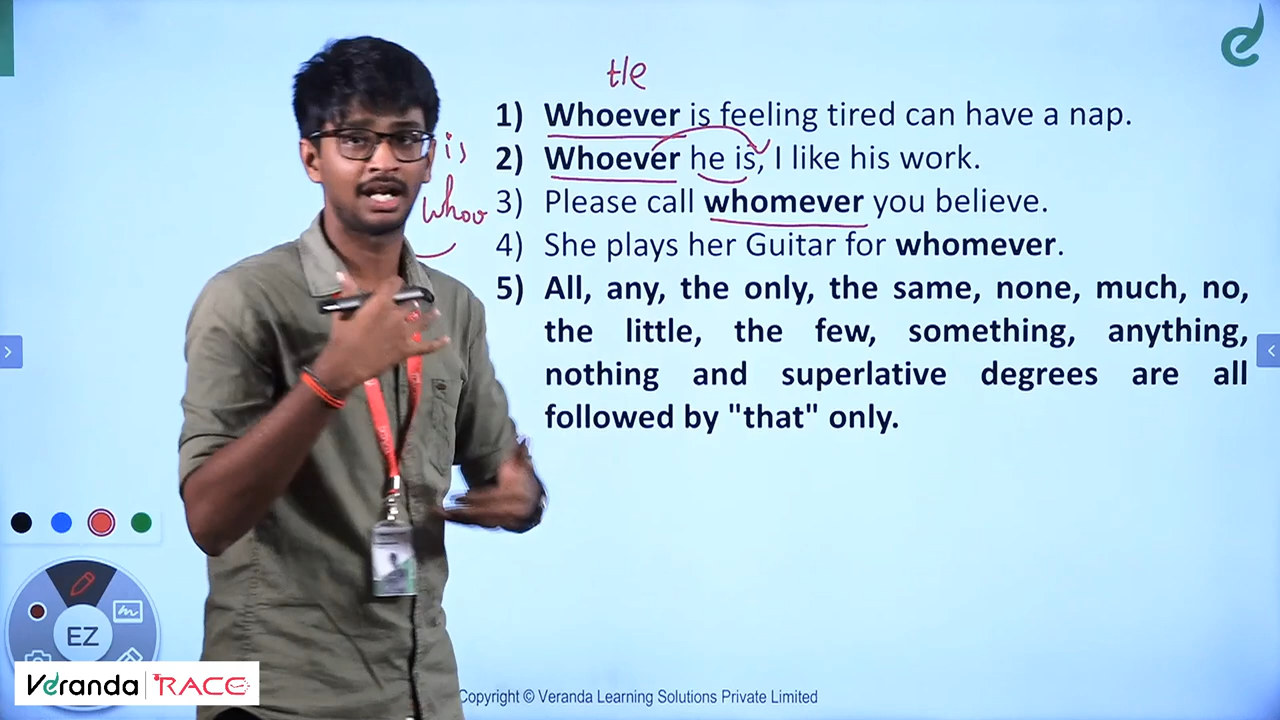 tle
1) Whoever is feeling tired can have a nap.
is
2) Whoever he is, I like his work.
3) Please call whomever you believe.
4) She plays her Guitar for whomever.
5) All, any, the only, the same, none, much, no,
the little, the few, something, anything,
nothing and superlative degrees are all
followed by "that" only.
EZ
Veranda RACE
Copyright © Veranda Learning Solutions Private Limited